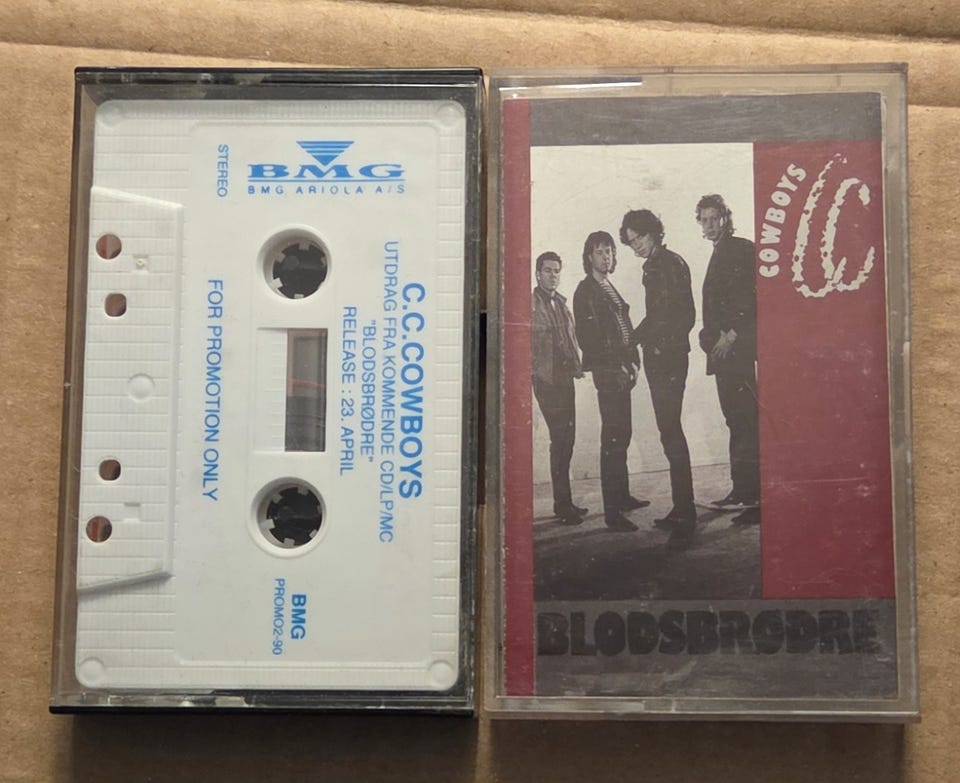 BMG
BMG ARIOLA A/S
STEREO
C.C.COWBOYS
UTDRAG FRA KOMMENDE CD/LP/MC
"BLODSBRØDRE"
RELEASE : 23. APRIL
FOR PROMOTION ONLY
BMG
PROMO2-90
CC
COWBOYS
BLODSBRØDRE